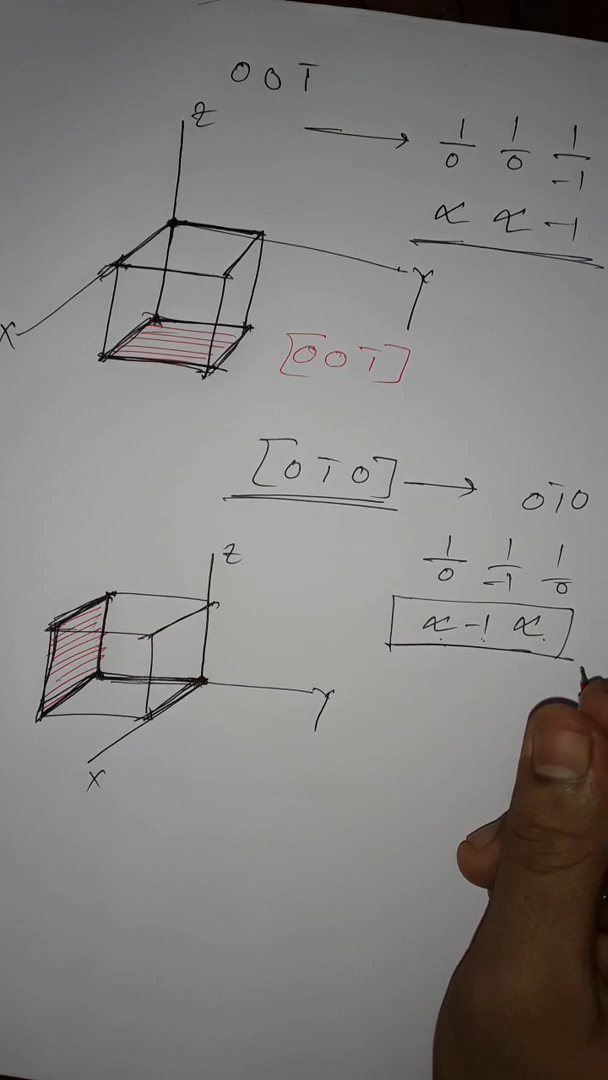 0 0 1̅
Z
1/0 1/0 1/-1
∝ ∝ -1
Y
X
[0 0 1̅]
[0 1̅ 0] → 0 1̅ 0
Z
1/0 1/-1 1/0
∝ -1 ∝
Y
X